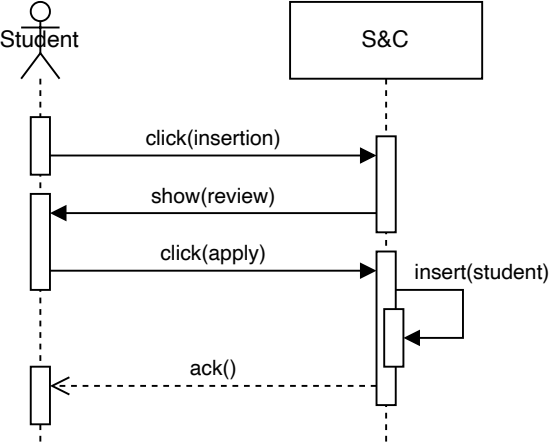 Student
S&C
click(insertion)
show(review)
click(apply)
insert(student)
ack()